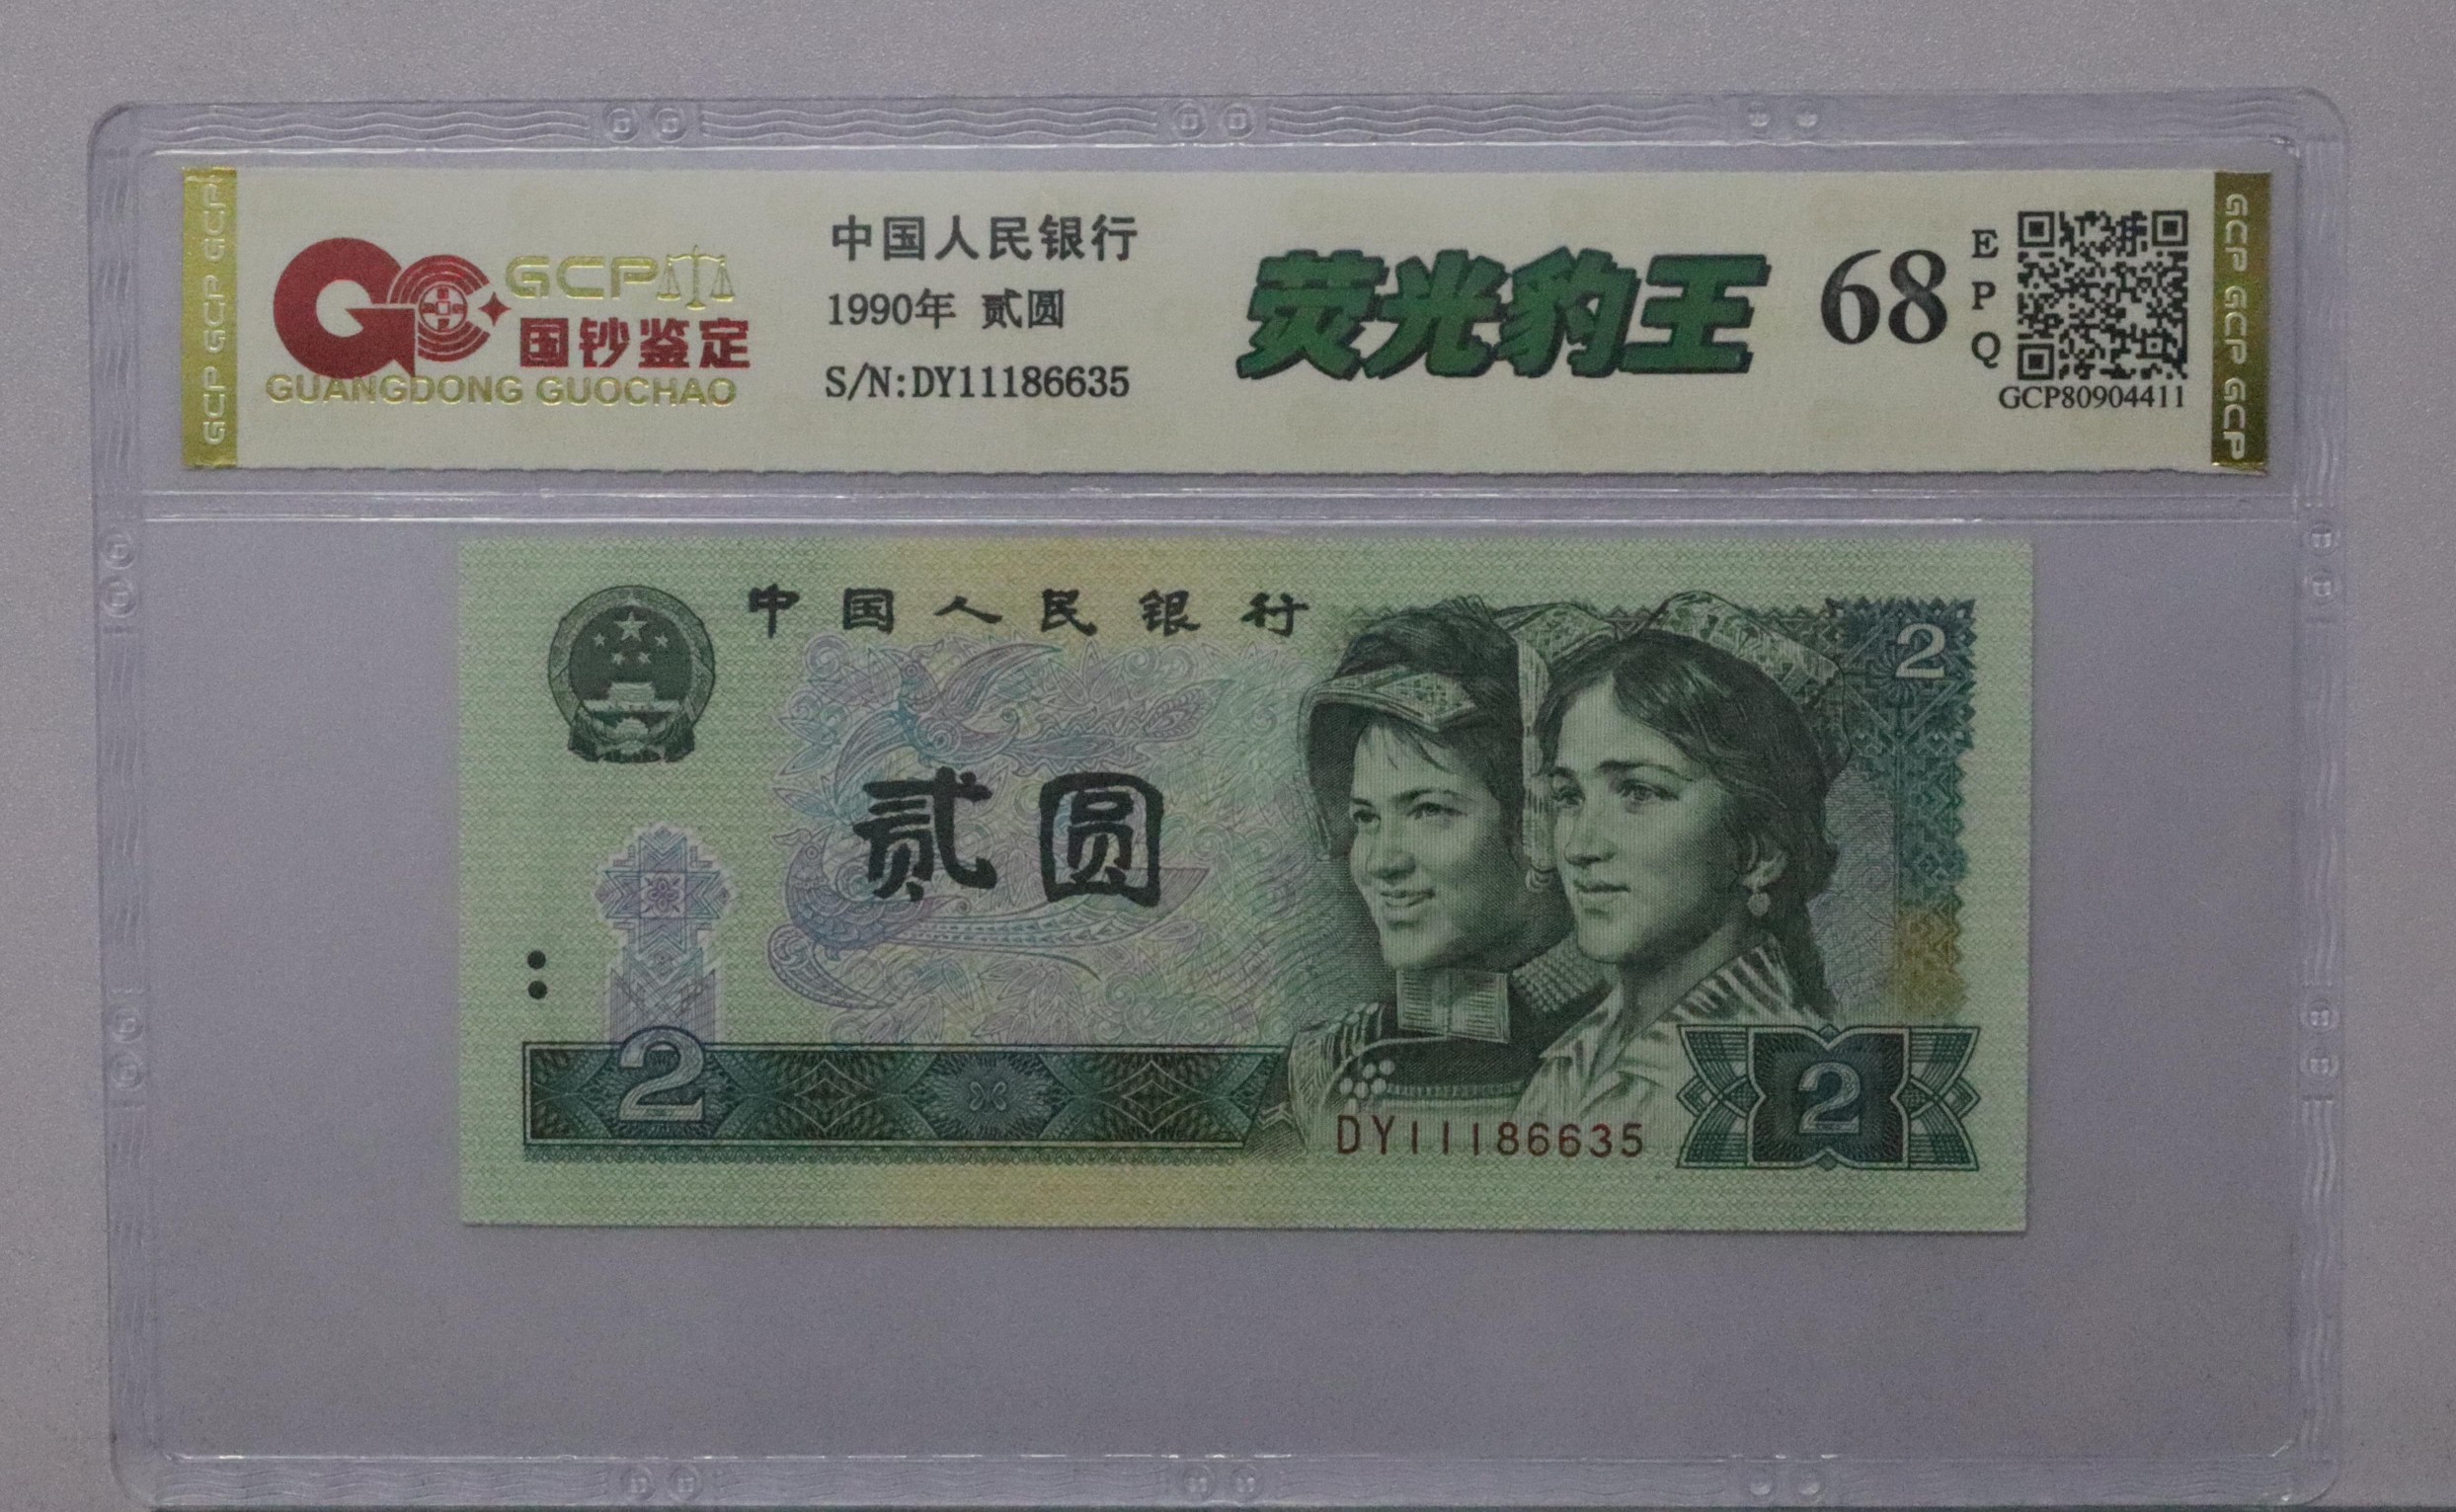 GCP GCP GCP
GCP
国钞鉴定
GUANGDONG GUOCHAO
中国人民银行
1990年 贰圆
S/N:DY11186635
荧光豹王
68
E
P
Q
GCP80904411
GCP GCP GCP
中国人民银行
2
贰圆
2
DY11186635
2